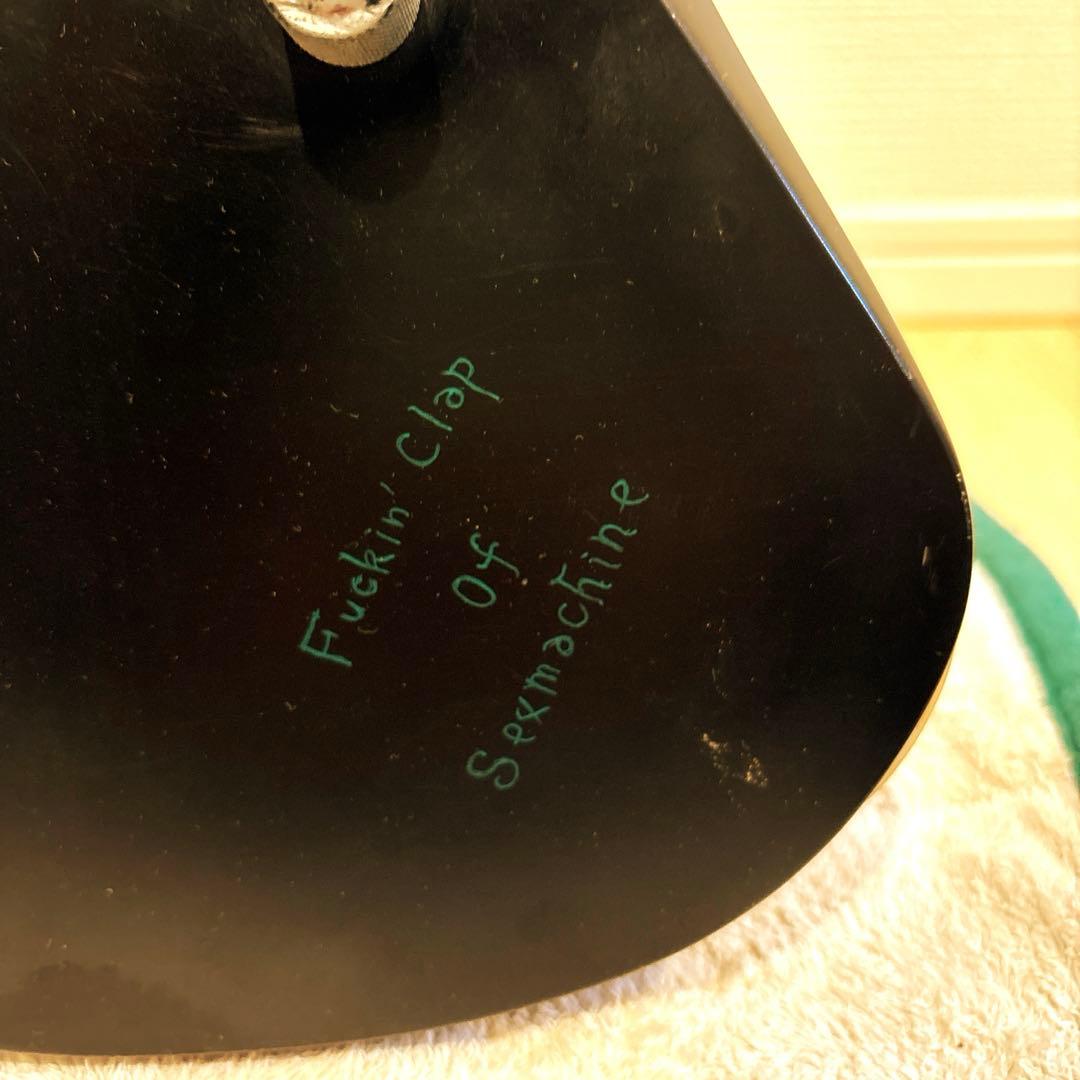 Fuckin' Clap
Of
Sexmachine